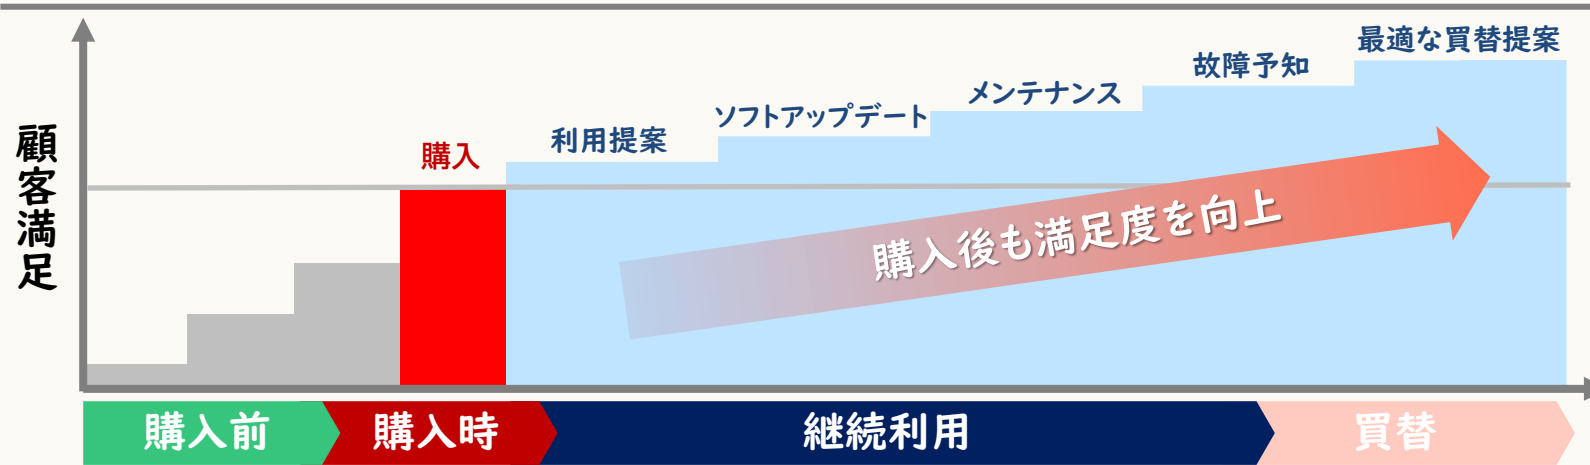 顧客満足
購入
利用提案
ソフトアップデート
メンテナンス
故障予知
最適な買替提案
購入後も満足度を向上
購入前
購入時
継続利用
買替